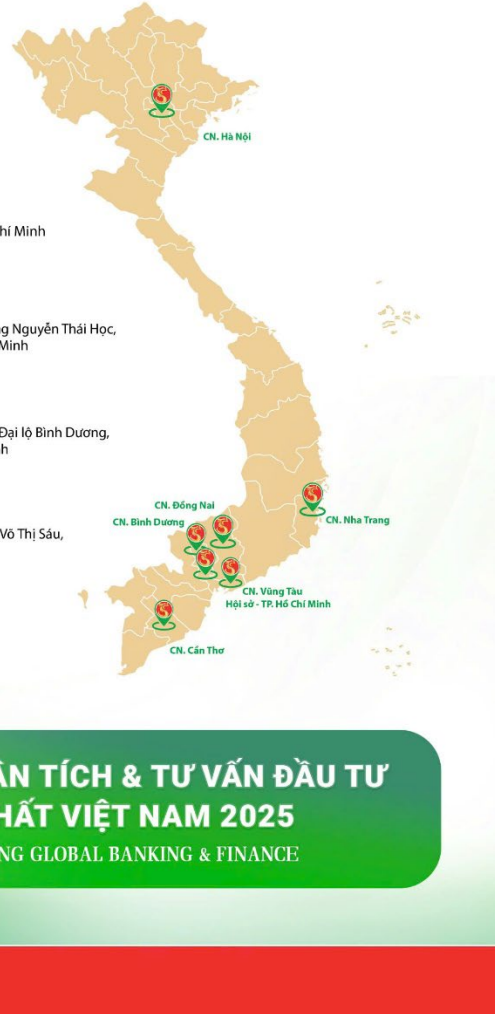 CN. Hà Nội
hí Minh
g Nguyễn Thái Học,
Minh
Đại lộ Bình Dương,
h
CN. Đồng Nai
CN. Bình Dương
CN. Nha Trang
Võ Thị Sáu,
CN. Vũng Tàu
Hội sở - TP. Hồ Chí Minh
CN. Cần Thơ
ÂN TÍCH & TƯ VẤN ĐẦU TƯ
HẤT VIỆT NAM 2025
NG GLOBAL BANKING & FINANCE